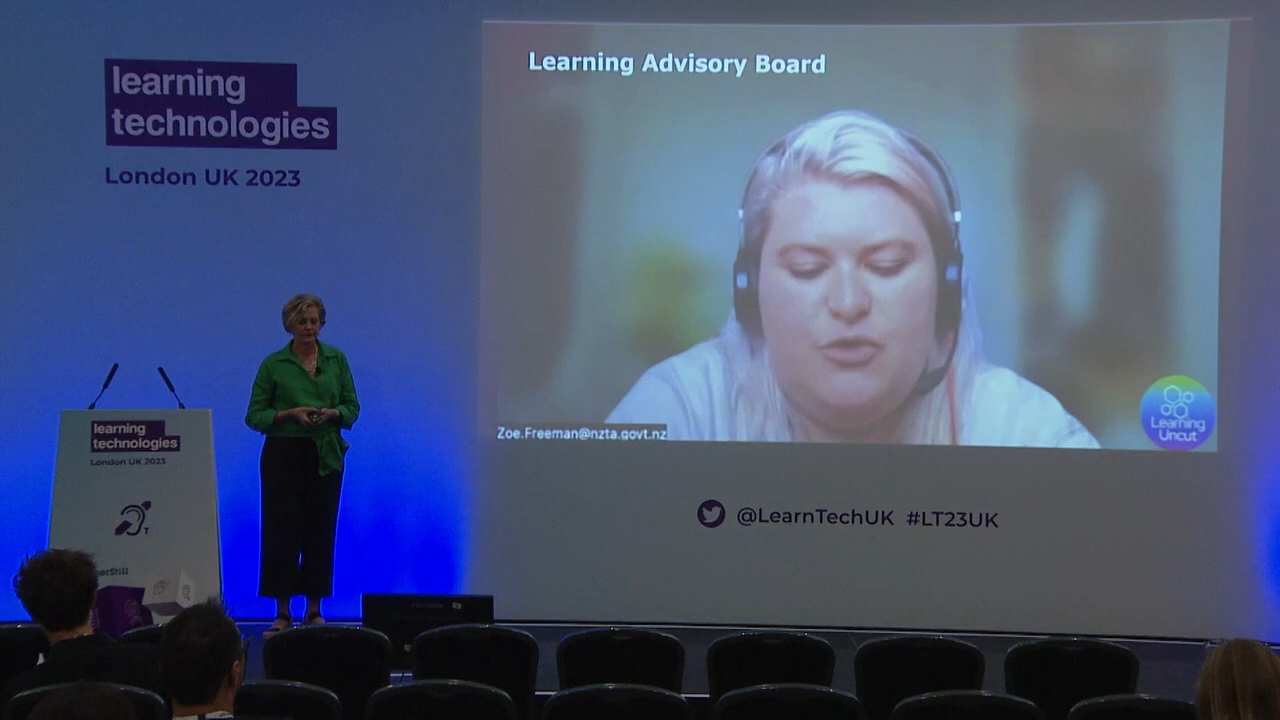 learning
technologies
London UK 2023
Learning Advisory Board
Zoe.Freeman@nzta.govt.nz
Learning
Uncut
@LearnTechUK #LT23UK
learning
technologies
London UK 2023
T